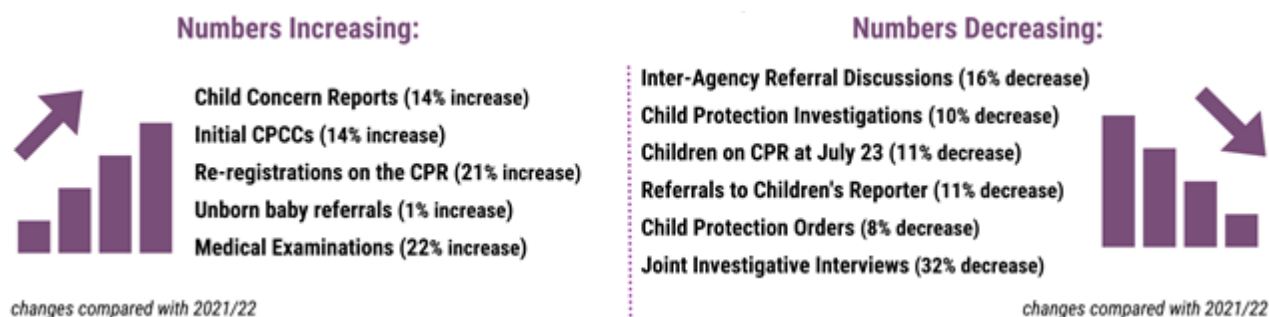 Numbers Increasing:
Child Concern Reports (14% increase)
Initial CPCCs (14% increase)
Re-registrations on the CPR (21% increase)
Unborn baby referrals (1% increase)
Medical Examinations (22% increase)
changes compared with 2021/22
Numbers Decreasing:
Inter-Agency Referral Discussions (16% decrease)
Child Protection Investigations (10% decrease)
Children on CPR at July 23 (11% decrease)
Referrals to Children's Reporter (11% decrease)
Child Protection Orders (8% decrease)
Joint Investigative Interviews (32% decrease)
changes compared with 2021/22